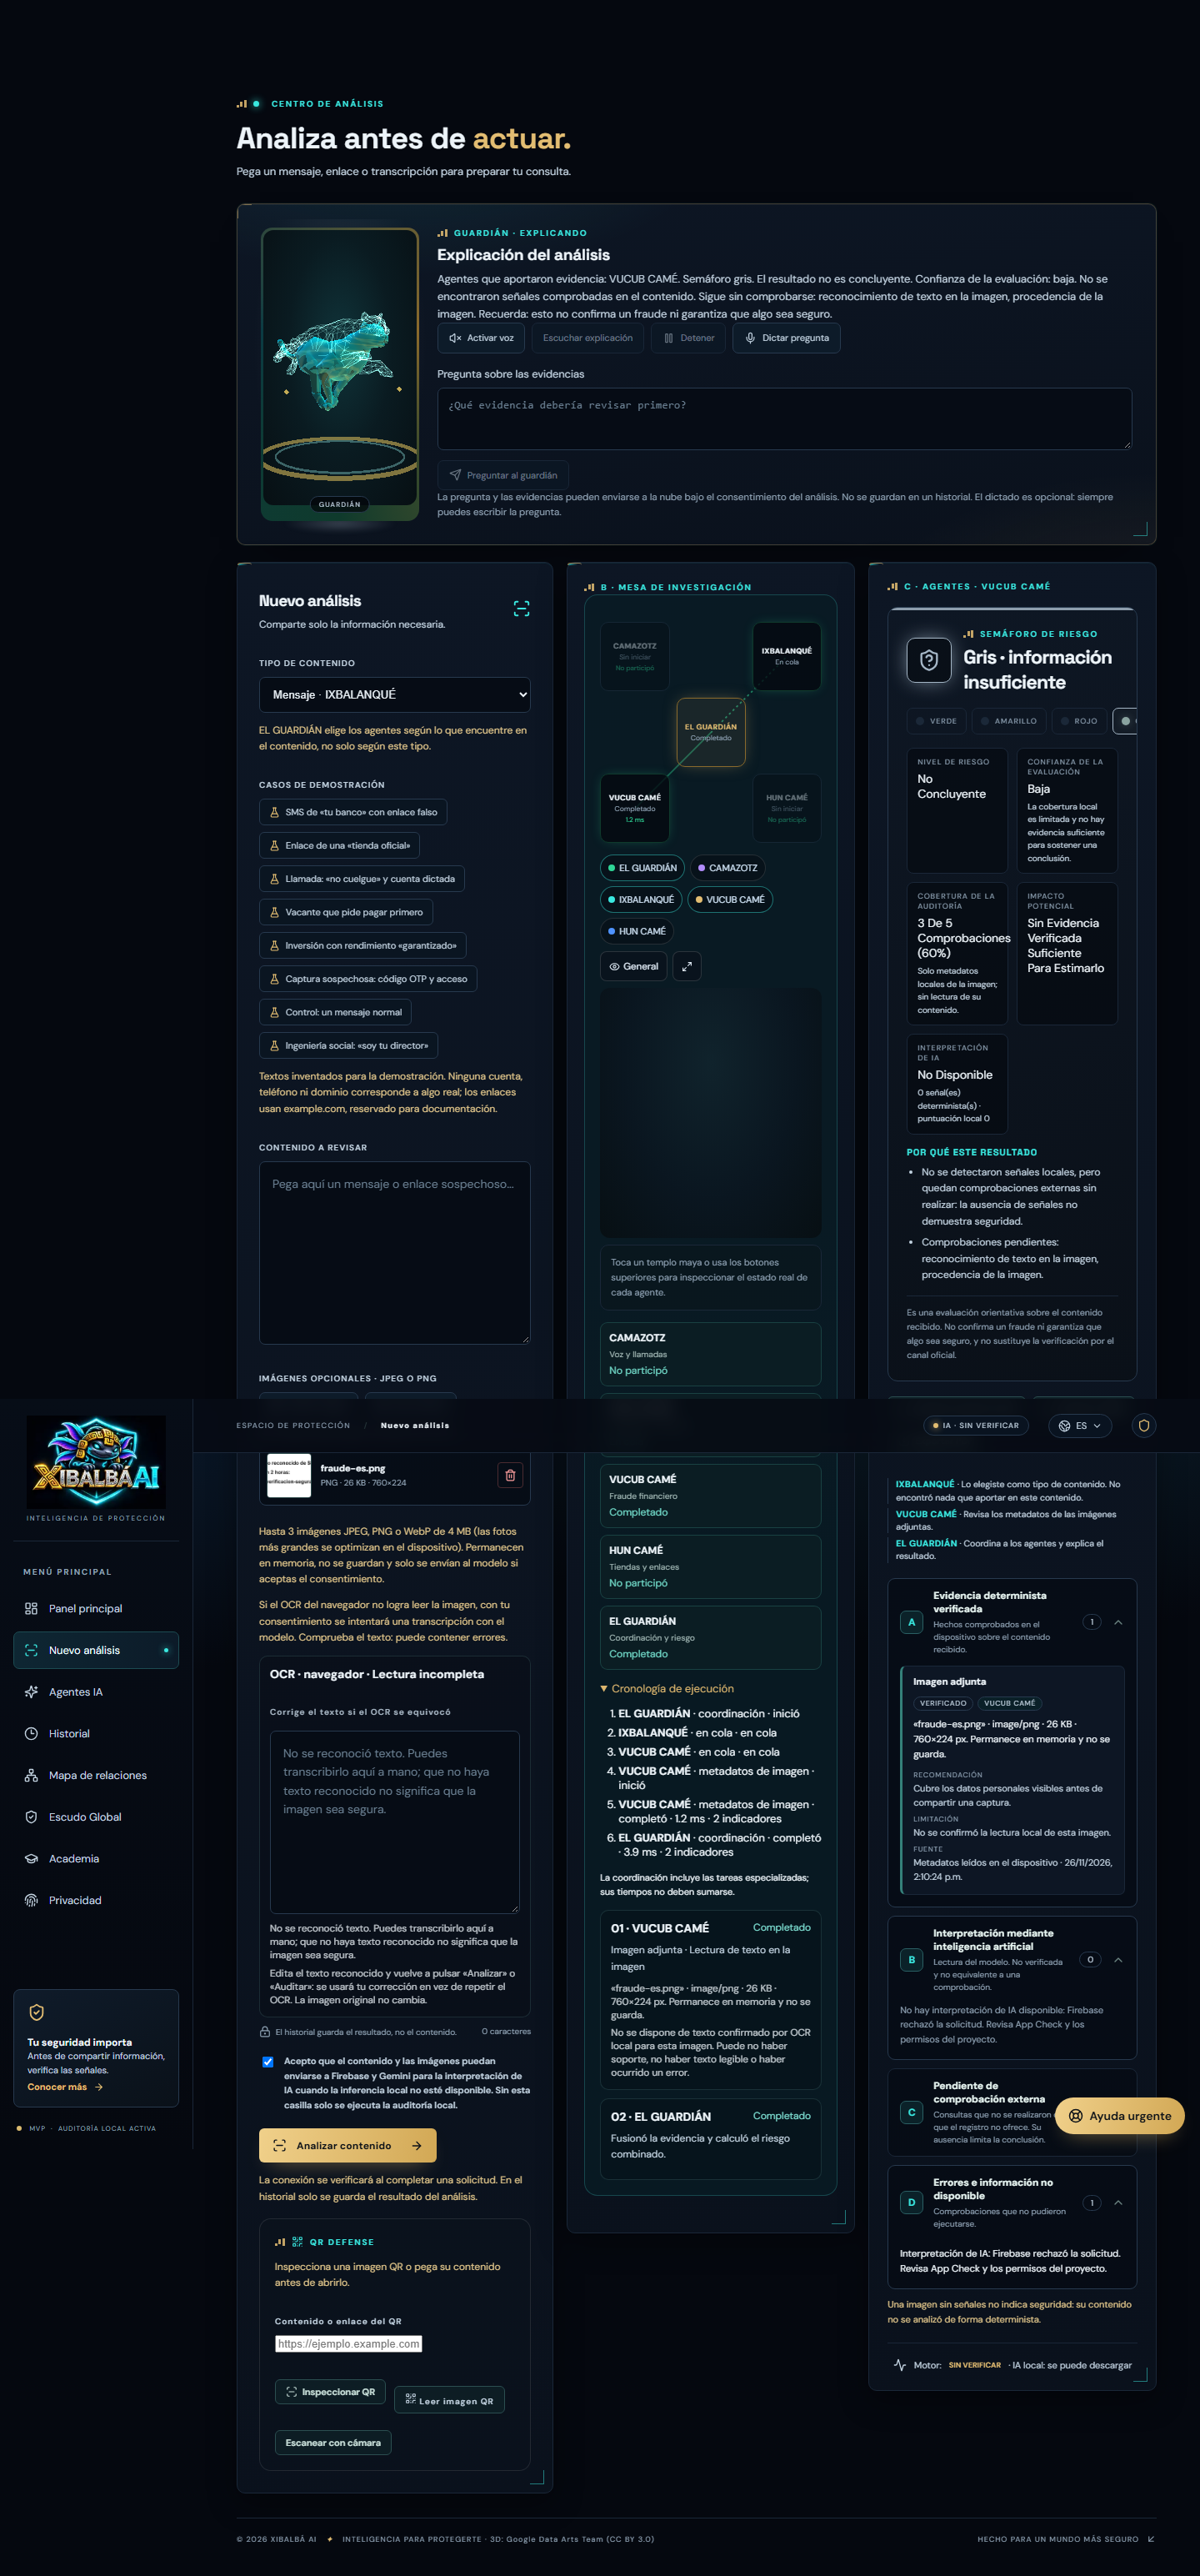 CENTRO DE ANÁLISIS
Analiza antes de actuar.
Pega un mensaje, enlace o transcripción para preparar tu consulta.
GUARDIÁN · EXPLICANDO
Explicación del análisis
Agentes que aportaron evidencia: VUCUB CAMÉ. Semáforo gris. El resultado no es concluyente. Confianza de la evaluación: baja. No se
encontraron señales comprobadas en el contenido. Sigue sin comprobarse: reconocimiento de texto en la imagen, procedencia de la
imagen. Recuerda: esto no confirma un fraude ni garantiza que algo sea seguro.
Activar voz
Escuchar explicación
Detener
Dictar pregunta
Pregunta sobre las evidencias
¿Qué evidencia debería revisar primero?
Preguntar al guardián
La pregunta y las evidencias pueden enviarse a la nube bajo el consentimiento del análisis. No se guardan en un historial. El dictado es opcional: siempre
puedes escribir la pregunta.
GUARDIÁN
Nuevo análisis
Comparte solo la información necesaria.
TIPO DE CONTENIDO
Mensaje · IXBALANQUÉ
EL GUARDIÁN elige los agentes según lo que encuentre en
el contenido, no solo según este tipo.
CASOS DE DEMOSTRACIÓN
SMS de «tu banco» con enlace falso
Enlace de una «tienda oficial»
Llamada: «no cuelgue» y cuenta dictada
Vacante que pide pagar primero
Inversión con rendimiento «garantizado»
Captura sospechosa: código OTP y acceso
Control: un mensaje normal
Ingeniería social: «soy tu director»
Textos inventados para la demostración. Ninguna cuenta,
teléfono ni dominio corresponde a algo real; los enlaces
usan example.com, reservado para documentación.
CONTENIDO A REVISAR
Pega aquí un mensaje o enlace sospechoso...
IMÁGENES OPCIONALES · JPEG O PNG
fraude-es.png
PNG · 26 KB · 760×224
Hasta 3 imágenes JPEG, PNG o WebP de 4 MB (las fotos
más grandes se optimizan en el dispositivo). Permanecen
en memoria, no se guardan y solo se envían al modelo si
aceptas el consentimiento.
Si el OCR del navegador no logra leer la imagen, con tu
consentimiento se intentará una transcripción con el
modelo. Comprueba el texto: puede contener errores.
OCR · navegador · Lectura incompleta
Corrige el texto si el OCR se equivocó
No se reconoció texto. Puedes
transcribirlo aquí a mano; que no haya
texto reconocido no significa que la
imagen sea segura.
No se reconoció texto. Puedes transcribirlo aquí a
mano; que no haya texto reconocido no significa que la
imagen sea segura.
Edita el texto reconocido y vuelve a pulsar «Analizar» o
«Auditar»: se usará tu corrección en vez de repetir el
OCR. La imagen original no cambia.
El historial guarda el resultado, no el contenido.
0 caracteres
Acepto que el contenido y las imágenes puedan
enviarse a Firebase y Gemini para la interpretación de
IA cuando la inferencia local no esté disponible. Sin esta
casilla solo se ejecuta la auditoría local.
Analizar contenido
La conexión se verificará al completar una solicitud. En el
historial solo se guarda el resultado del análisis.
QR DEFENSE
Inspecciona una imagen QR o pega su contenido
antes de abrirlo.
Contenido o enlace del QR
https://ejemplo.example.com
Inspeccionar QR
Leer imagen QR
Escanear con cámara
B · MESA DE INVESTIGACIÓN
CAMAZOTZ
Sin iniciar
No participó
IXBALANQUÉ
En cola
EL GUARDIÁN
Completado
VUCUB CAMÉ
Completado
1.2 ms
HUN CAMÉ
Sin iniciar
No participó
EL GUARDIÁN
CAMAZOTZ
IXBALANQUÉ
VUCUB CAMÉ
HUN CAMÉ
General
Toca un templo maya o usa los botones
superiores para inspeccionar el estado real de
cada agente.
CAMAZOTZ
Voz y llamadas
No participó
VUCUB CAMÉ
Fraude financiero
Completado
HUN CAMÉ
Tiendas y enlaces
No participó
EL GUARDIÁN
Coordinación y riesgo
Completado
Cronología de ejecución
1. EL GUARDIÁN · coordinación · inició
2. IXBALANQUÉ · en cola · en cola
3. VUCUB CAMÉ · en cola · en cola
4. VUCUB CAMÉ · metadatos de imagen ·
inició
5. VUCUB CAMÉ · metadatos de imagen ·
completó · 1.2 ms · 2 indicadores
6. EL GUARDIÁN · coordinación · completó
· 3.9 ms · 2 indicadores
La coordinación incluye las tareas especializadas;
sus tiempos no deben sumarse.
01 · VUCUB CAMÉ
Completado
Imagen adjunta · Lectura de texto en la
imagen
«fraude-es.png» · image/png · 26 KB ·
760×224 px. Permanece en memoria y no se
guarda.
No se dispone de texto confirmado por OCR
local para esta imagen. Puede no haber
soporte, no haber texto legible o haber
ocurrido un error.
02 · EL GUARDIÁN
Completado
Fusionó la evidencia y calculó el riesgo
combinado.
C · AGENTES · VUCUB CAMÉ
SEMÁFORO DE RIESGO
Gris · información
insuficiente
VERDE
AMARILLO
ROJO
NIVEL DE RIESGO
No
Concluyente
CONFIANZA DE LA
EVALUACIÓN
Baja
La cobertura local
es limitada y no hay
evidencia suficiente
para sostener una
conclusión.
COBERTURA DE LA
AUDITORÍA
3 De 5
Comprobaciones
(60%)
Solo metadatos
locales de la imagen;
sin lectura de su
contenido.
IMPACTO
POTENCIAL
Sin Evidencia
Verificada
Suficiente
Para Estimarlo
INTERPRETACIÓN
DE IA
No Disponible
0 señal(es)
determinista(s) ·
puntuación local 0
POR QUÉ ESTE RESULTADO
No se detectaron señales locales, pero
quedan comprobaciones externas sin
realizar: la ausencia de señales no
demuestra seguridad.
Comprobaciones pendientes:
reconocimiento de texto en la imagen,
procedencia de la imagen.
Es una evaluación orientativa sobre el contenido
recibido. No confirma un fraude ni garantiza que
algo sea seguro, y no sustituye la verificación por el
canal oficial.
IXBALANQUÉ · Lo elegiste como tipo de contenido. No
encontró nada que aportar en este contenido.
VUCUB CAMÉ · Revisa los metadatos de las imágenes
adjuntas.
EL GUARDIÁN · Coordina a los agentes y explica el
resultado.
A
Evidencia determinista
verificada
Hechos comprobados en el
dispositivo sobre el contenido
recibido.
1
Imagen adjunta
VERIFICADO
VUCUB CAMÉ
«fraude-es.png» · image/png · 26 KB ·
760×224 px. Permanece en memoria y no se
guarda.
RECOMENDACIÓN
Cubre los datos personales visibles antes de
compartir una captura.
LIMITACIÓN
No se confirmó la lectura local de esta imagen.
FUENTE
Metadatos leídos en el dispositivo · 26/11/2026,
2:10:24 p.m.
B
Interpretación mediante
inteligencia artificial
Lectura del modelo. No verificada
y no equivalente a una
comprobación.
0
No hay interpretación de IA disponible: Firebase
rechazó la solicitud. Revisa App Check y los
permisos del proyecto.
C
Pendiente de
comprobación externa
Consultas que no se realizaron
que el registro no ofrece. Su
ausencia limita la conclusión.
D
Errores e información no
disponible
Comprobaciones que no pudieron
ejecutarse.
1
Interpretación de IA: Firebase rechazó la solicitud.
Revisa App Check y los permisos del proyecto.
Una imagen sin señales no indica seguridad: su contenido
no se analizó de forma determinista.
Motor: SIN VERIFICAR · IA local: se puede descargar
XIBALBÁ AI
INTELIGENCIA DE PROTECCIÓN
MENÚ PRINCIPAL
Panel principal
Nuevo análisis
Agentes IA
Historial
Mapa de relaciones
Escudo Global
Academia
Privacidad
Tu seguridad importa
Antes de compartir información,
verifica las señales.
Conocer más
MVP · AUDITORÍA LOCAL ACTIVA
ESPACIO DE PROTECCIÓN / Nuevo análisis
IA · SIN VERIFICAR
ES
Ayuda urgente
© 2026 XIBALBÁ AI
INTELIGENCIA PARA PROTEGERTE · 3D: Google Data Arts Team (CC BY 3.0)
HECHO PARA UN MUNDO MÁS SEGURO